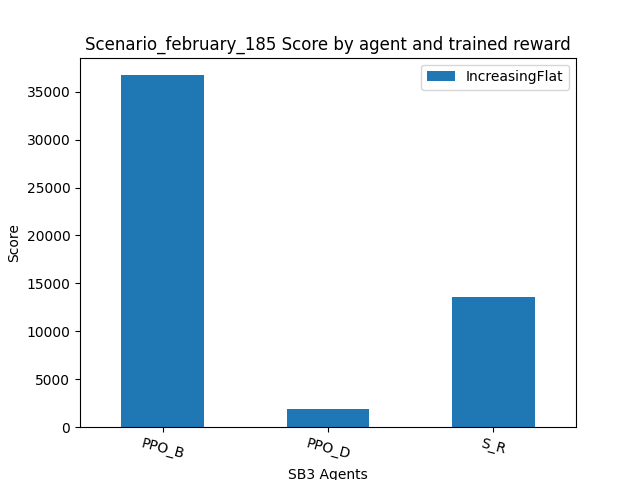 Scenario_february_185 Score by agent and trained reward
IncreasingFlat
35000
30000
25000
20000
15000
10000
5000
0
Score
PPO_B
PPO_D
S_R
SB3 Agents